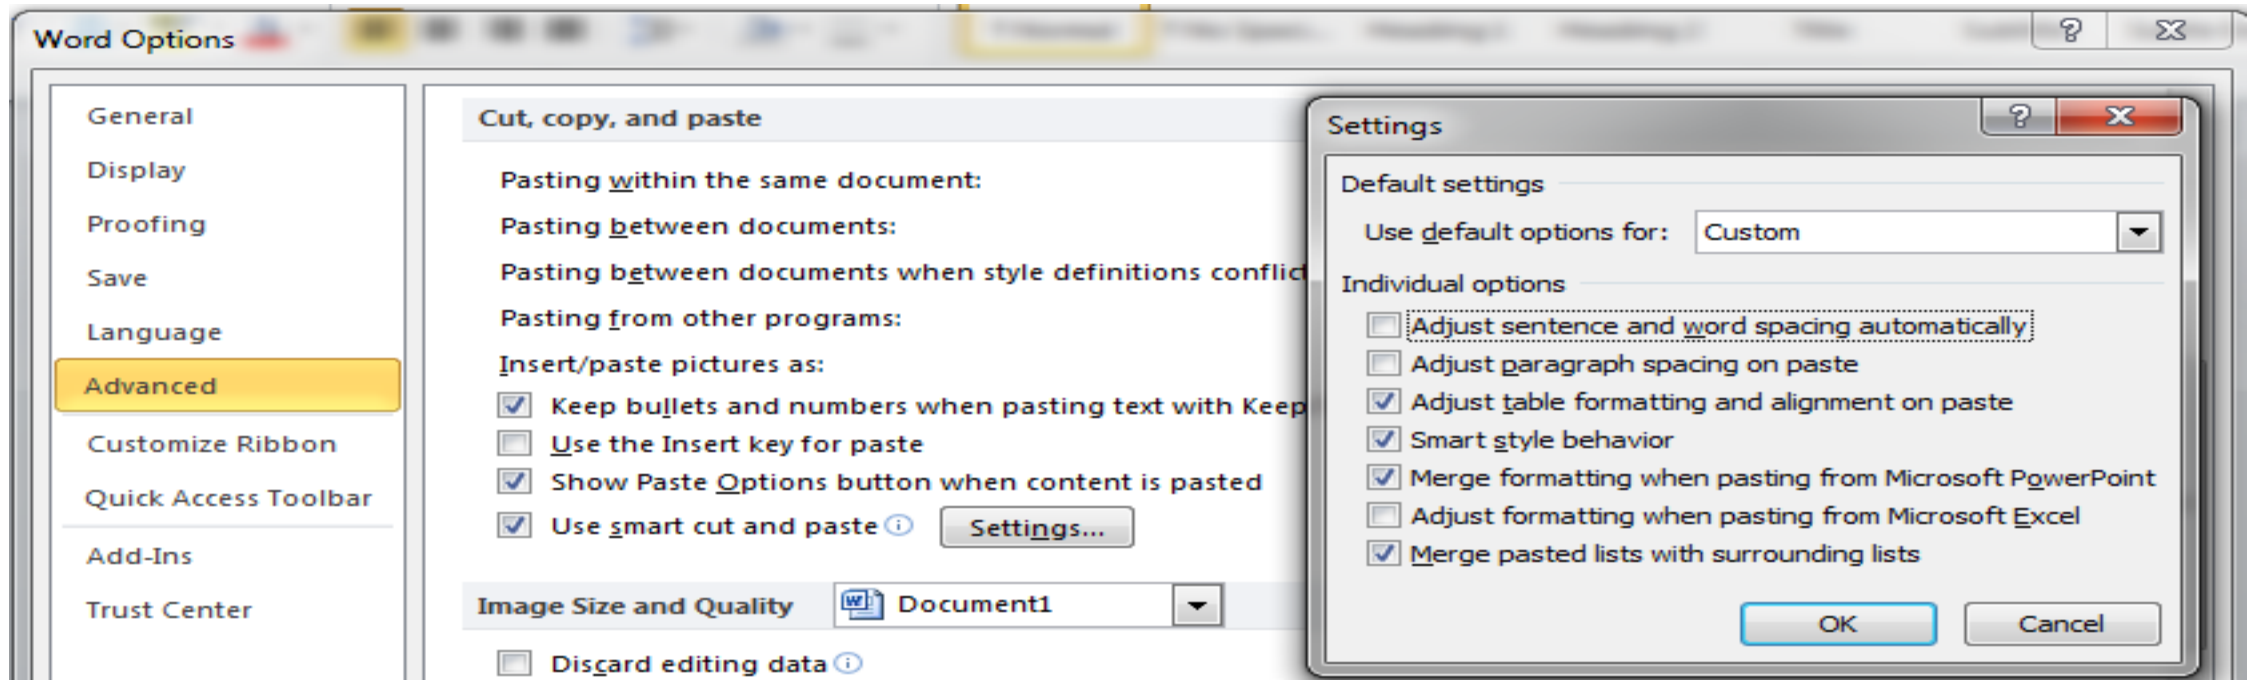 Word Options
General
Display
Proofing
Save
Language
Advanced
Customize Ribbon
Quick Access Toolbar
Add-Ins
Trust Center
Cut, copy, and paste
Pasting within the same document:
Pasting between documents:
Pasting between documents when style definitions conflict
Pasting from other programs:
Insert/paste pictures as:
Keep bullets and numbers when pasting text with Keep
Use the Insert key for paste
Show Paste Options button when content is pasted
Use smart cut and paste Settings...
Image Size and Quality Document1
Discard editing data
Settings
Default settings
Use default options for: Custom
Individual options
Adjust sentence and word spacing automatically
Adjust paragraph spacing on paste
Adjust table formatting and alignment on paste
Smart style behavior
Merge formatting when pasting from Microsoft PowerPoint
Adjust formatting when pasting from Microsoft Excel
Merge pasted lists with surrounding lists
OK Cancel